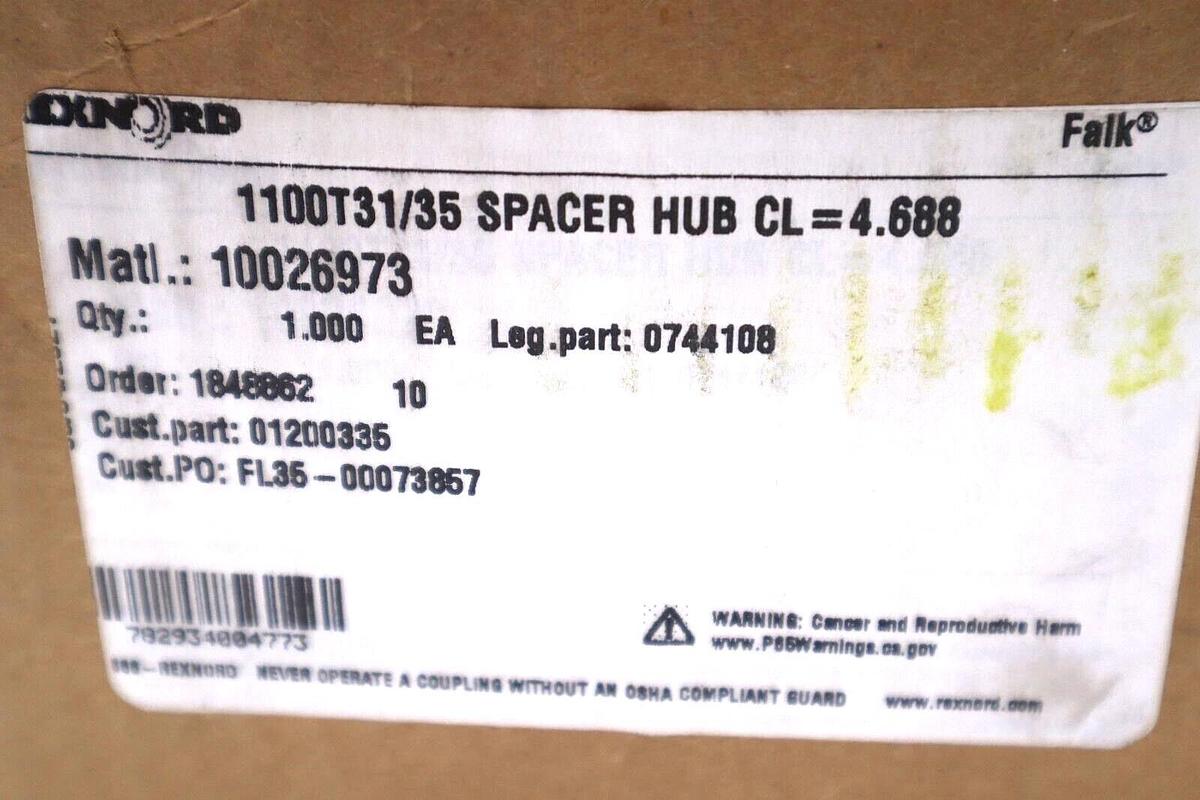 REXNORD Falk®
1100T31/35 SPACER HUB CL=4.688
Matl.: 10026973
Qty.: 1.000 EA Leg.part: 0744108
Order: 1848862 10
Cust.part: 01200335
Cust.PO: FL35-00073857
782934004773
WARNING: Cancer and Reproductive Harm
www.P65Warnings.ca.gov
REXNORD NEVER OPERATE A COUPLING WITHOUT AN OSHA COMPLIANT GUARD www.rexnord.com